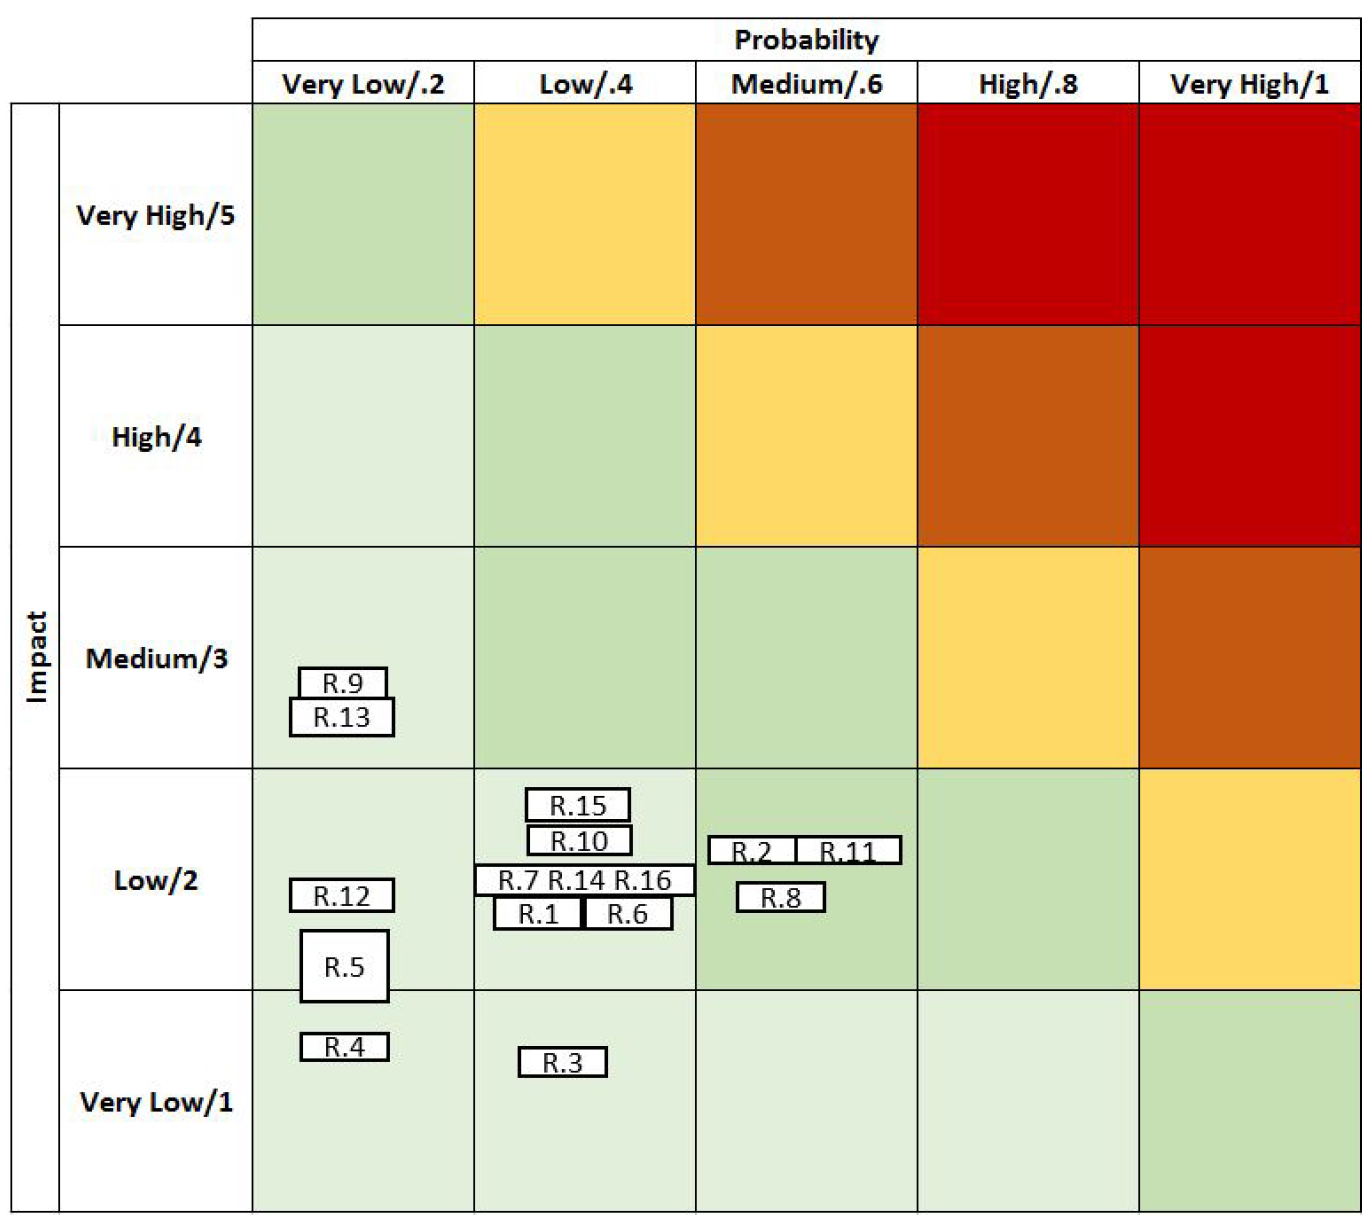 Probability
Very Low/.2 Low/.4 Medium/.6 High/.8 Very High/1
Impact
Very High/5
High/4
Medium/3
R.9
R.13
Low/2
R.15
R.10
R.7 R.14 R.16
R.1 R.6
R.2 R.11
R.8
R.12
R.5
Very Low/1
R.4
R.3